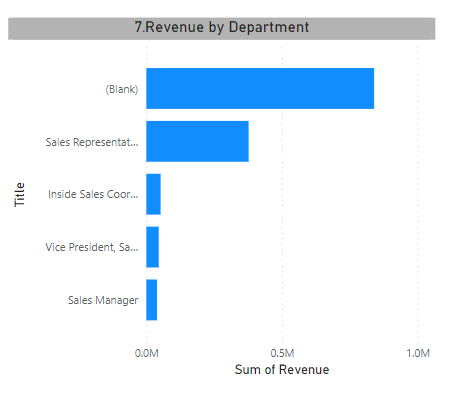 7.Revenue by Department
(Blank)
Sales Representat...
Inside Sales Coor...
Vice President, Sa...
Sales Manager
Title
0.0M 0.5M 1.0M
Sum of Revenue